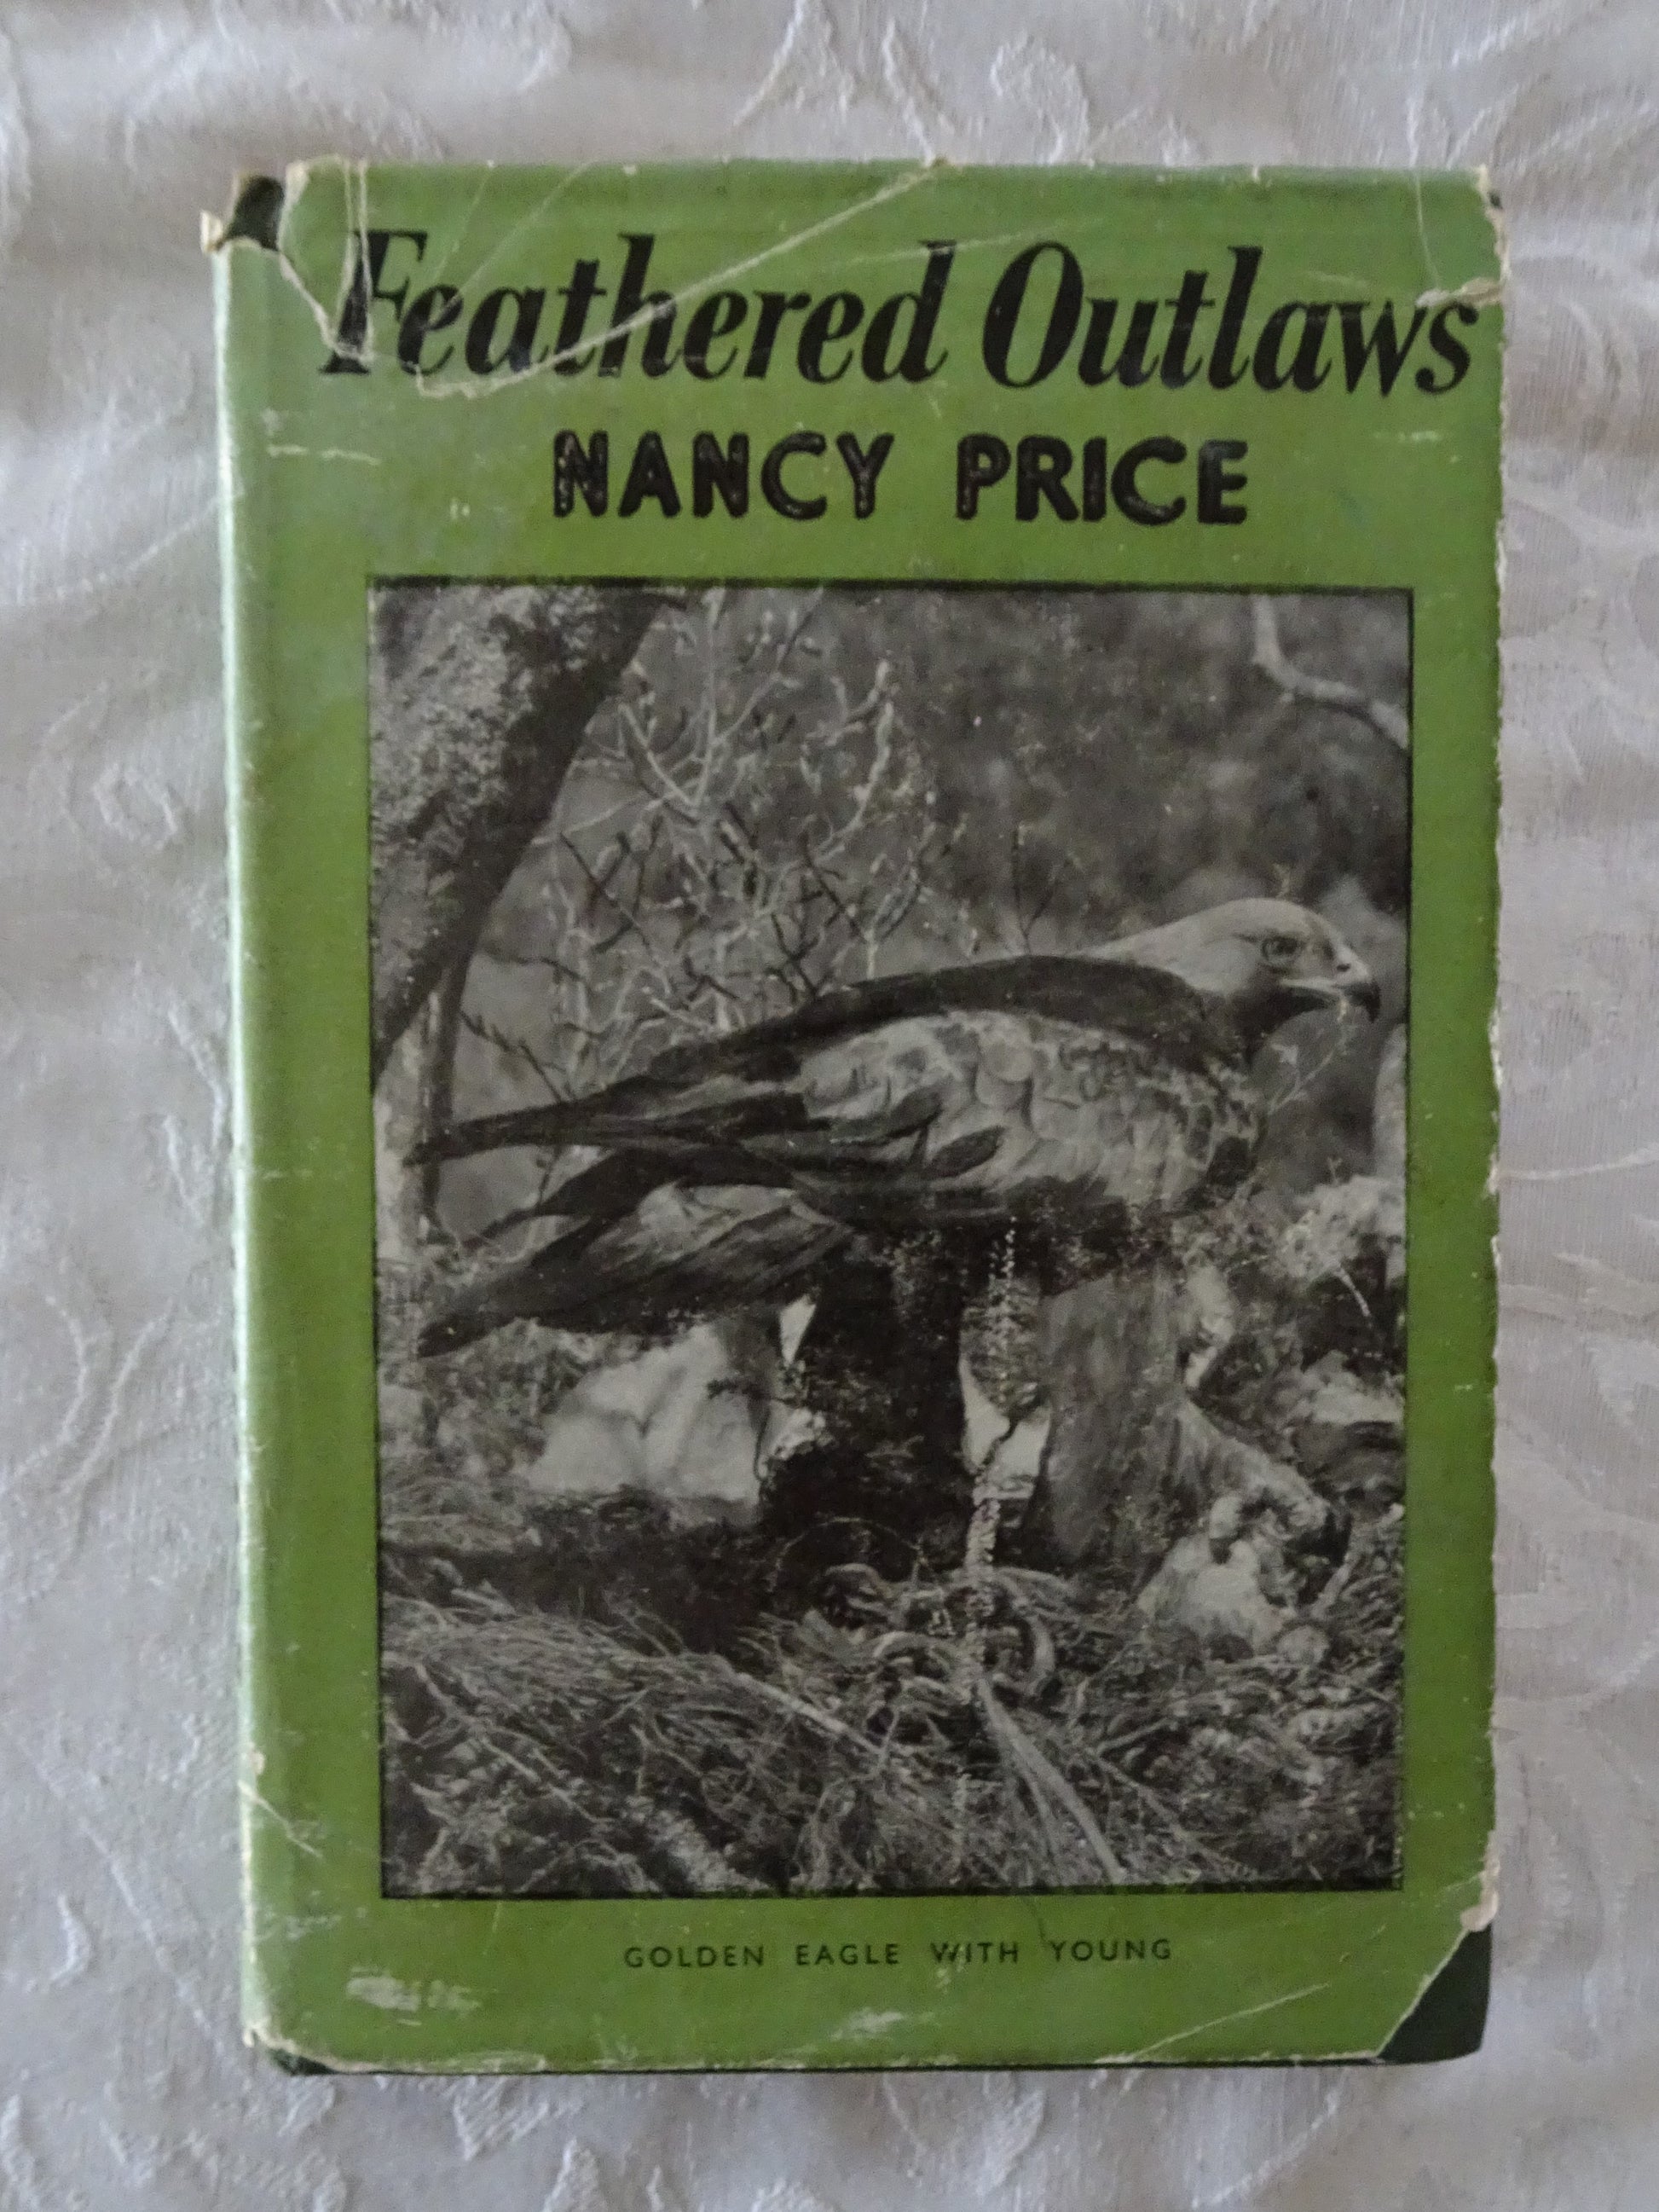 Feathered Outlaws
NANCY PRICE
GOLDEN EAGLE WITH YOUNG